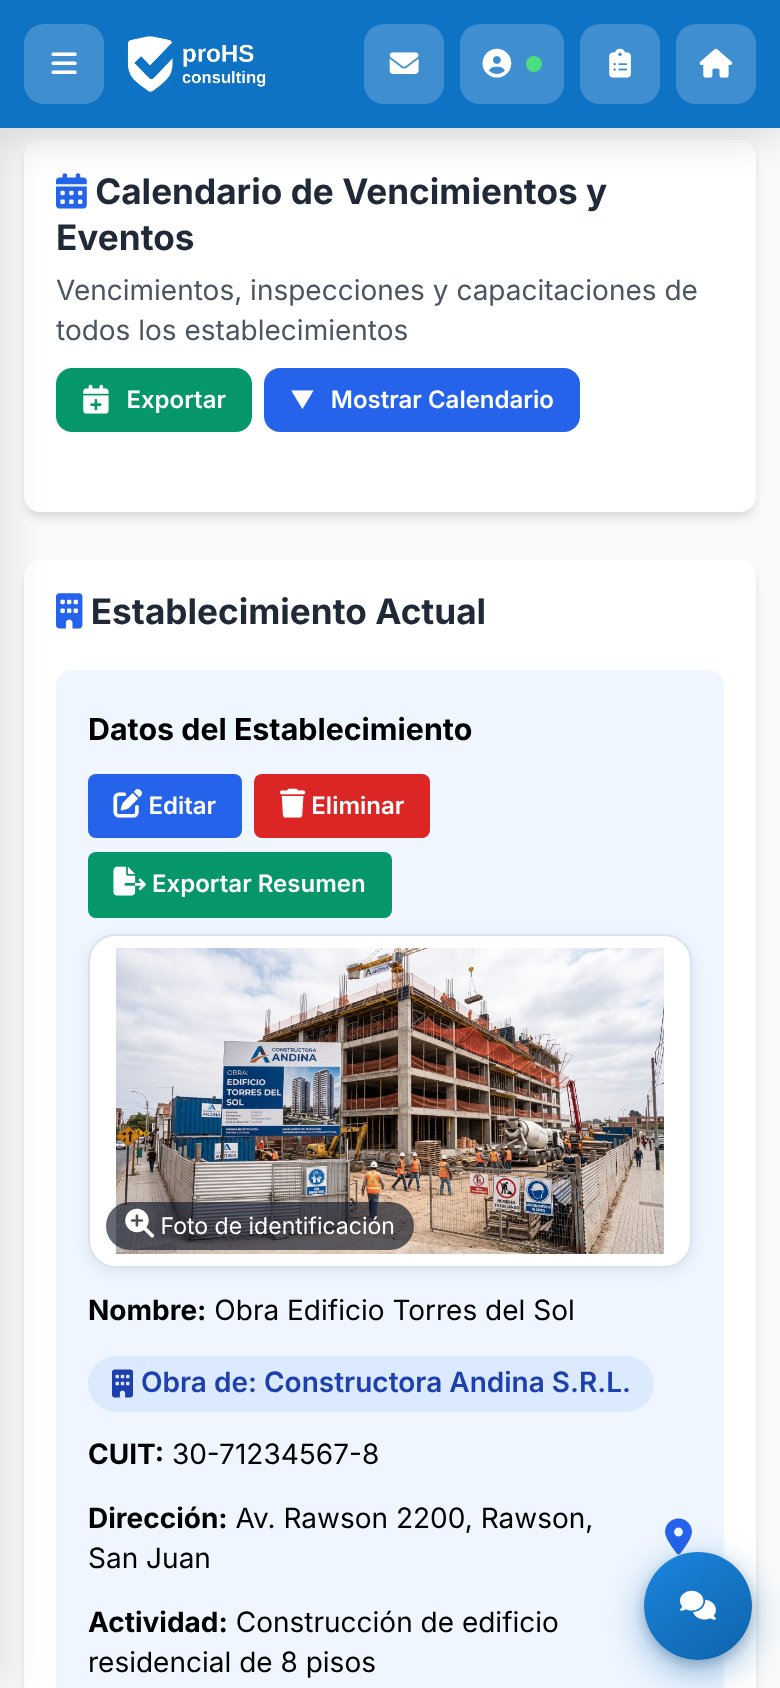 proHS
consulting
Calendario de Vencimientos y
Eventos
Vencimientos, inspecciones y capacitaciones de
todos los establecimientos
Exportar
Mostrar Calendario
Establecimiento Actual
Datos del Establecimiento
Editar
Eliminar
Exportar Resumen
ANDINA
CONSTRUCTORA
ANDINA
OBRA:
EDIFICIO
TORRES DEL
SOL
ANDINA
ANDINA
Foto de identificación
Nombre: Obra Edificio Torres del Sol
Obra de: Constructora Andina S.R.L.
CUIT: 30-71234567-8
Dirección: Av. Rawson 2200, Rawson,
San Juan
Actividad: Construcción de edificio
residencial de 8 pisos